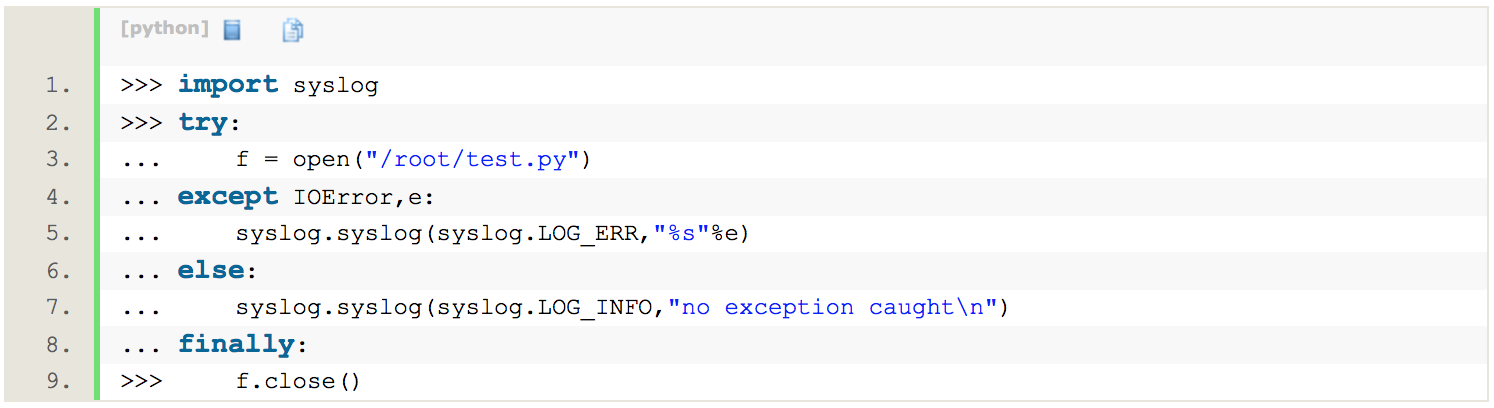 [python]
1. >>> import syslog
2. >>> try:
3. ...     f = open("/root/test.py")
4. ... except IOError,e:
5. ...     syslog.syslog(syslog.LOG_ERR,"%s"%e)
6. ... else:
7. ...     syslog.syslog(syslog.LOG_INFO,"no exception caught\n")
8. ... finally:
9. >>>     f.close()